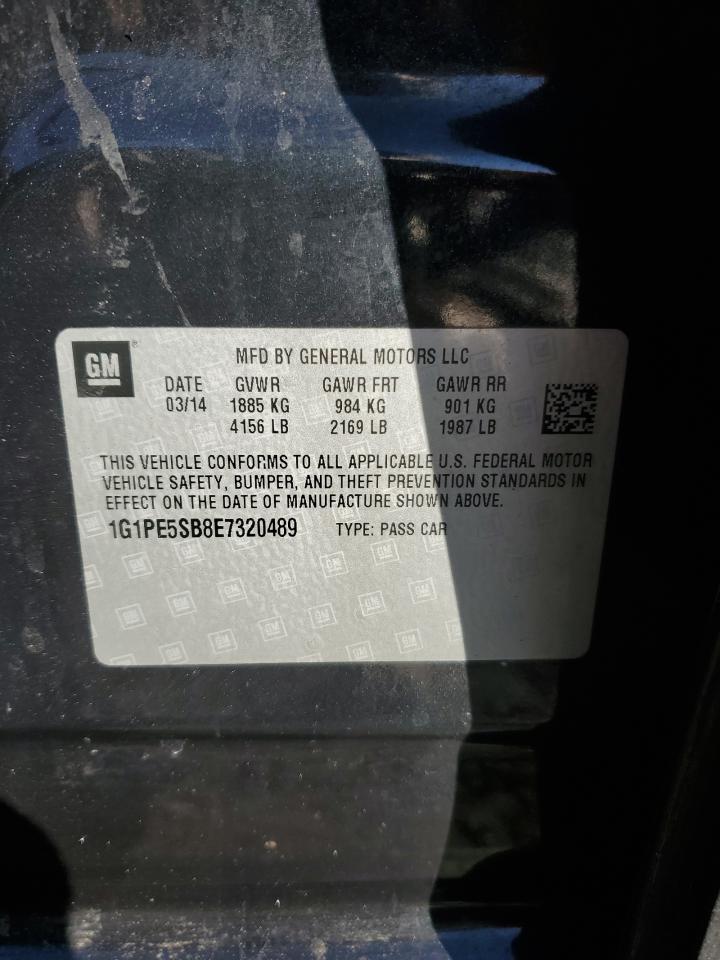 GM
MFD BY GENERAL MOTORS LLC
DATE GVWR GAWR FRT GAWR RR
03/14 1885 KG 984 KG 901 KG
4156 LB 2169 LB 1987 LB
THIS VEHICLE CONFORMS TO ALL APPLICABLE U.S. FEDERAL MOTOR
VEHICLE SAFETY, BUMPER, AND THEFT PREVENTION STANDARDS IN
EFFECT ON THE DATE OF MANUFACTURE SHOWN ABOVE.
1G1PE5SB8E7320489 TYPE: PASS CAR